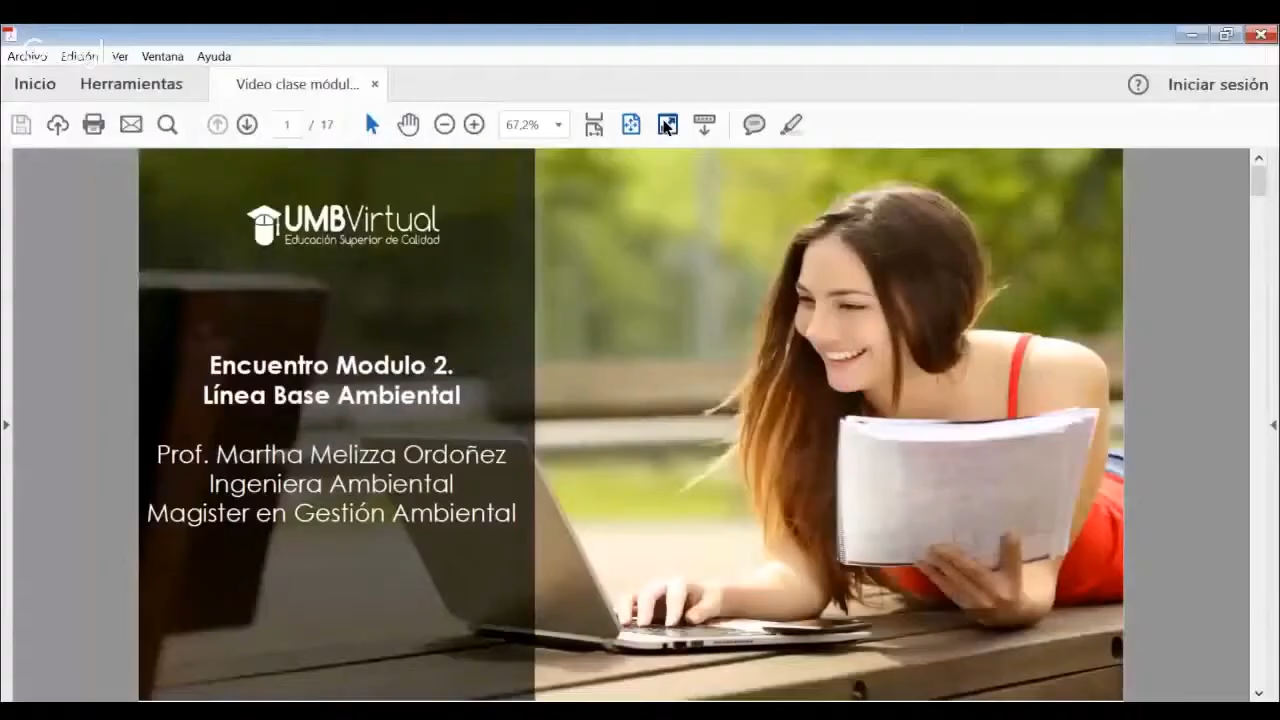 Archivo Edición Ver Ventana Ayuda
Inicio Herramientas Video clase módul... × ? Iniciar sesión
1 / 17 67,2%
UMBVirtual
Educación Superior de Calidad
Encuentro Modulo 2.
Línea Base Ambiental
Prof. Martha Melizza Ordoñez
Ingeniera Ambiental
Magister en Gestión Ambiental